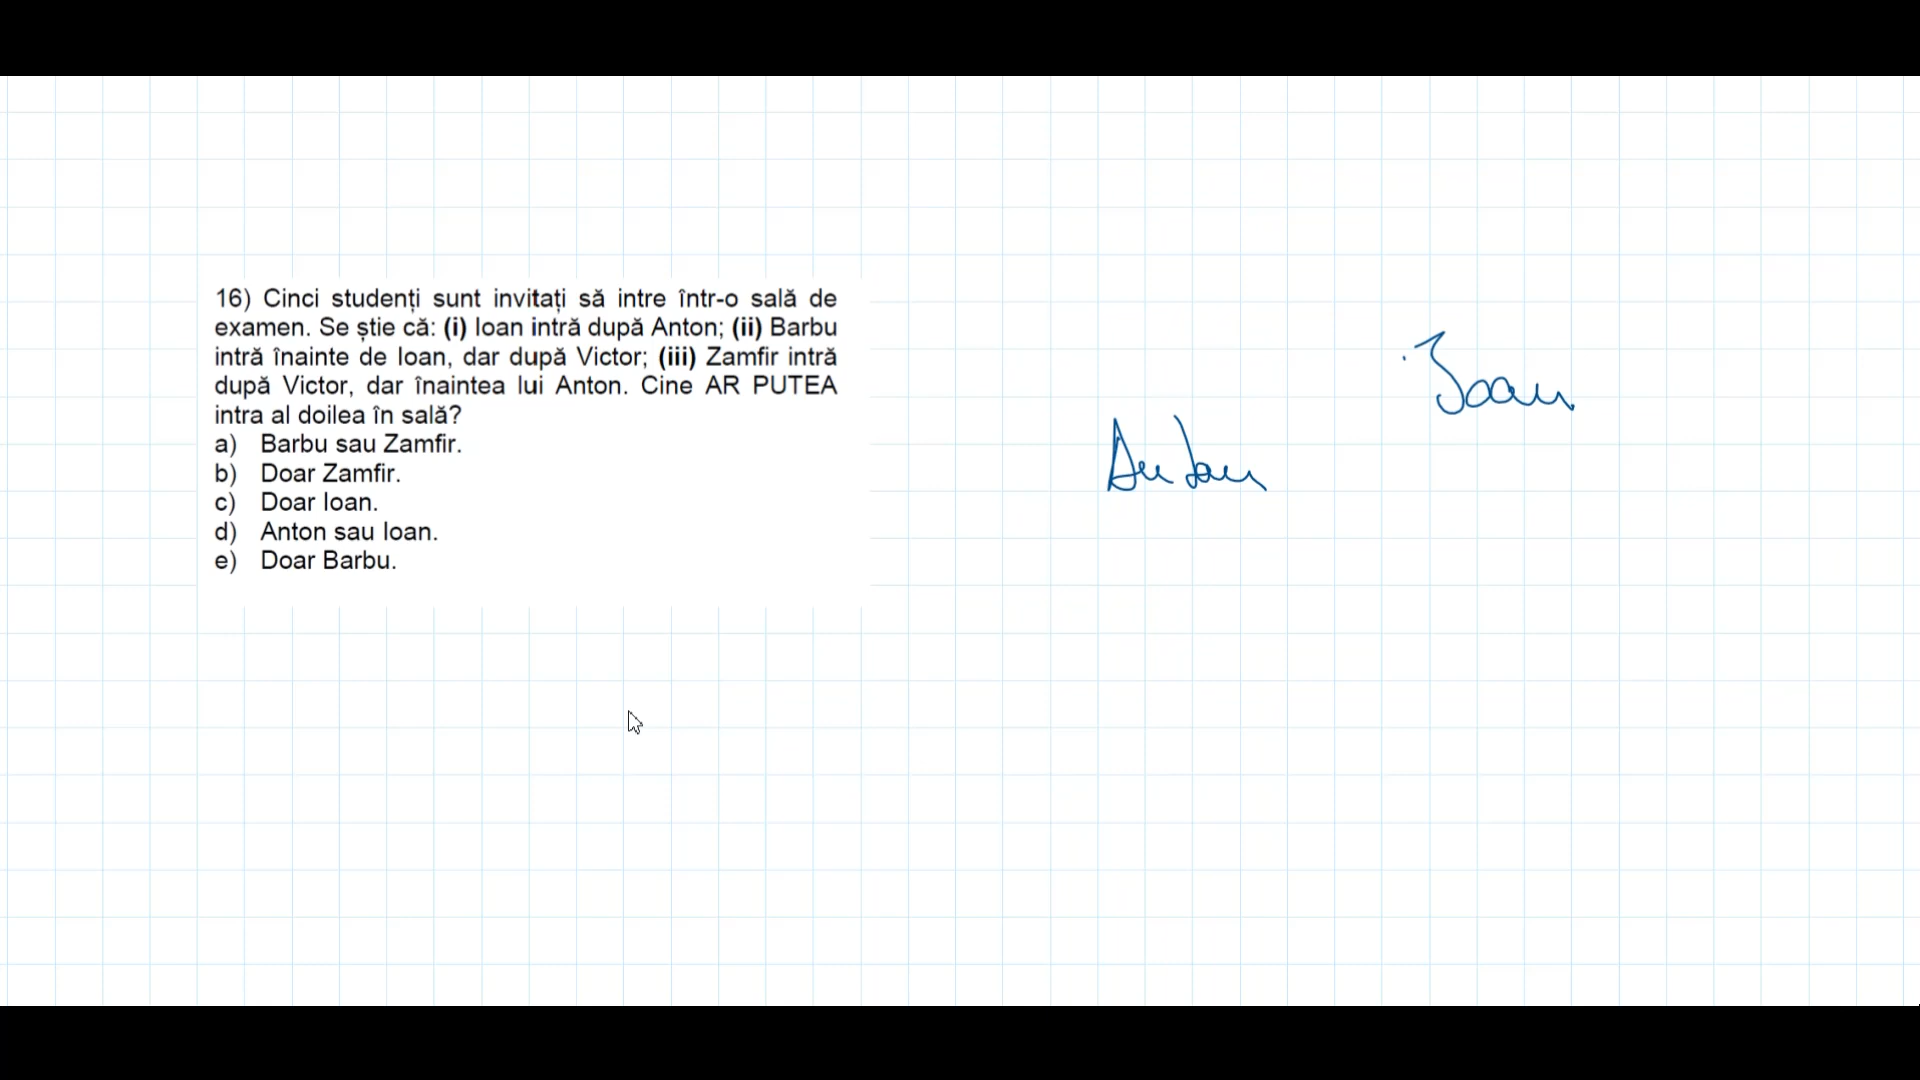 16) Cinci studenți sunt invitați să intre într-o sală de
examen. Se știe că: (i) Ioan intră după Anton; (ii) Barbu
intră înainte de Ioan, dar după Victor; (iii) Zamfir intră
după Victor, dar înaintea lui Anton. Cine AR PUTEA
intra al doilea în sală?
a) Barbu sau Zamfir.
b) Doar Zamfir.
c) Doar Ioan.
d) Anton sau Ioan.
e) Doar Barbu.
Ioan
Anton